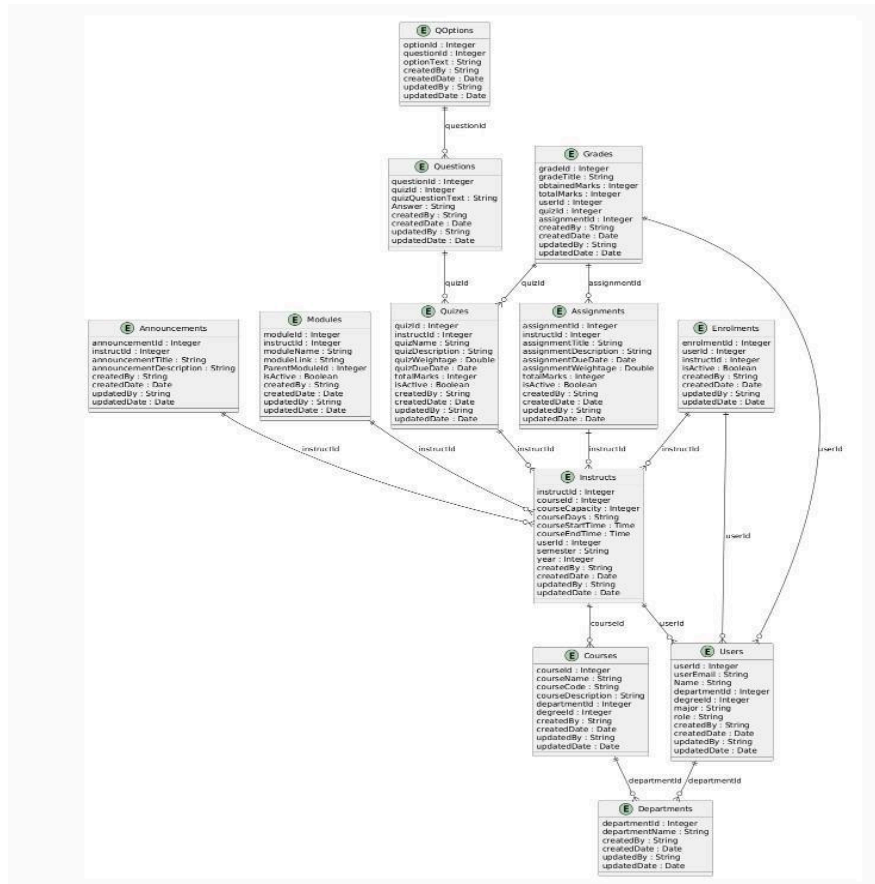 E QOptions
optionId : Integer
questionId : Integer
optionText : String
createdBy : String
createdDate : Date
updatedBy : String
updatedDate : Date
questionId
E Questions
questionId : Integer
quizId : Integer
quizQuestionText : String
Answer : String
createdBy : String
createdDate : Date
updatedBy : String
updatedDate : Date
E Grades
gradeId : Integer
gradeTitle : String
obtainedMarks : Integer
totalMarks : Integer
userId : Integer
quizId : Integer
assignmentId : Integer
createdBy : String
createdDate : Date
updatedBy : String
updatedDate : Date
quizId
quizId
assignmentId
E Announcements
announcementId : Integer
instructId : Integer
announcementTitle : String
announcementDescription : String
createdBy : String
createdDate : Date
updatedBy : String
updatedDate : Date
E Modules
moduleId : Integer
instructId : Integer
moduleName : String
moduleLink : String
ParentModuleId : Integer
isActive : Boolean
createdBy : String
createdDate : Date
updatedBy : String
updatedDate : Date
E Quizes
quizId : Integer
instructId : Integer
quizName : String
quizDescription : String
quizWeightage : Double
quizDueDate : Date
totalMarks : Integer
isActive : Boolean
createdBy : String
createdDate : Date
updatedBy : String
updatedDate : Date
E Assignments
assignmentId : Integer
instructId : Integer
assignmentTitle : String
assignmentDescription : String
assignmentDueDate : Date
assignmentWeightage : Double
totalMarks : Integer
isActive : Boolean
createdBy : String
createdDate : Date
updatedBy : String
updatedDate : Date
E Enrolments
enrolmentId : Integer
userId : Integer
instructId : Integer
isActive : Boolean
createdBy : String
createdDate : Date
updatedBy : String
updatedDate : Date
instructId
instructId
instructId
instructId
instructId
userId
E Instructs
instructId : Integer
courseId : Integer
courseCapacity : Integer
courseDays : String
courseStartTime : Time
courseEndTime : Time
userId : Integer
semester : String
year : Integer
createdBy : String
createdDate : Date
updatedBy : String
updatedDate : Date
userId
courseId
userId
E Courses
courseId : Integer
courseName : String
courseCode : String
courseDescription : String
departmentId : Integer
degreeId : Integer
createdBy : String
createdDate : Date
updatedBy : String
updatedDate : Date
E Users
userId : Integer
userEmail : String
Name : String
departmentId : Integer
degreeId : Integer
major : String
role : String
createdBy : String
createdDate : Date
updatedBy : String
updatedDate : Date
departmentId
departmentId
E Departments
departmentId : Integer
departmentName : String
createdBy : String
createdDate : Date
updatedBy : String
updatedDate : Date